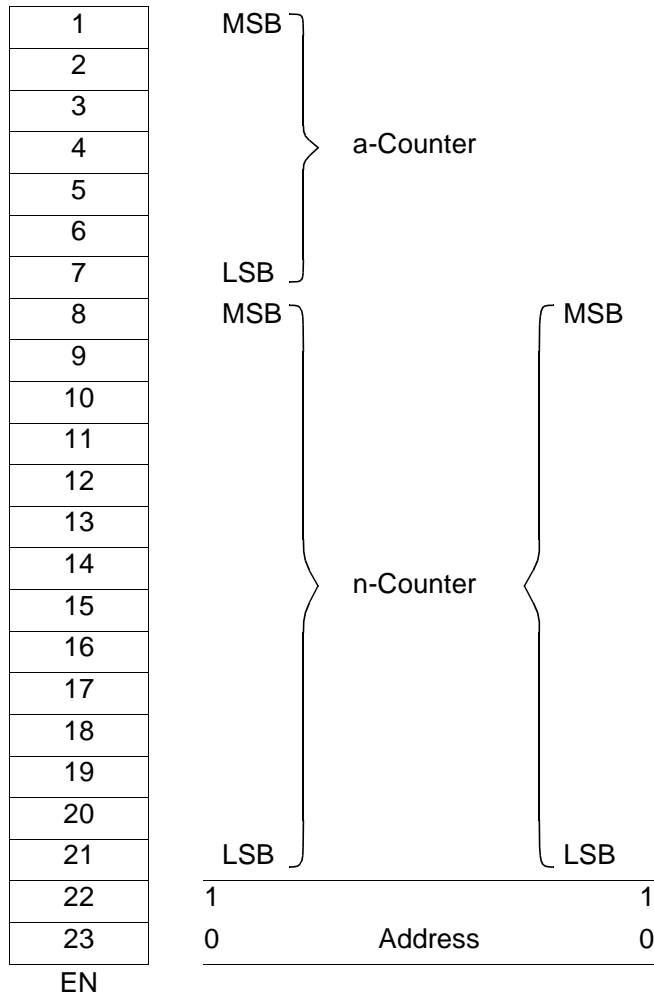 1 MSB
2
3
4 a-Counter
5
6
7 LSB
8 MSB MSB
9
10
11
12
13
14 n-Counter
15
16
17
18
19
20
21 LSB LSB
22 1 1
23 0 Address 0
EN